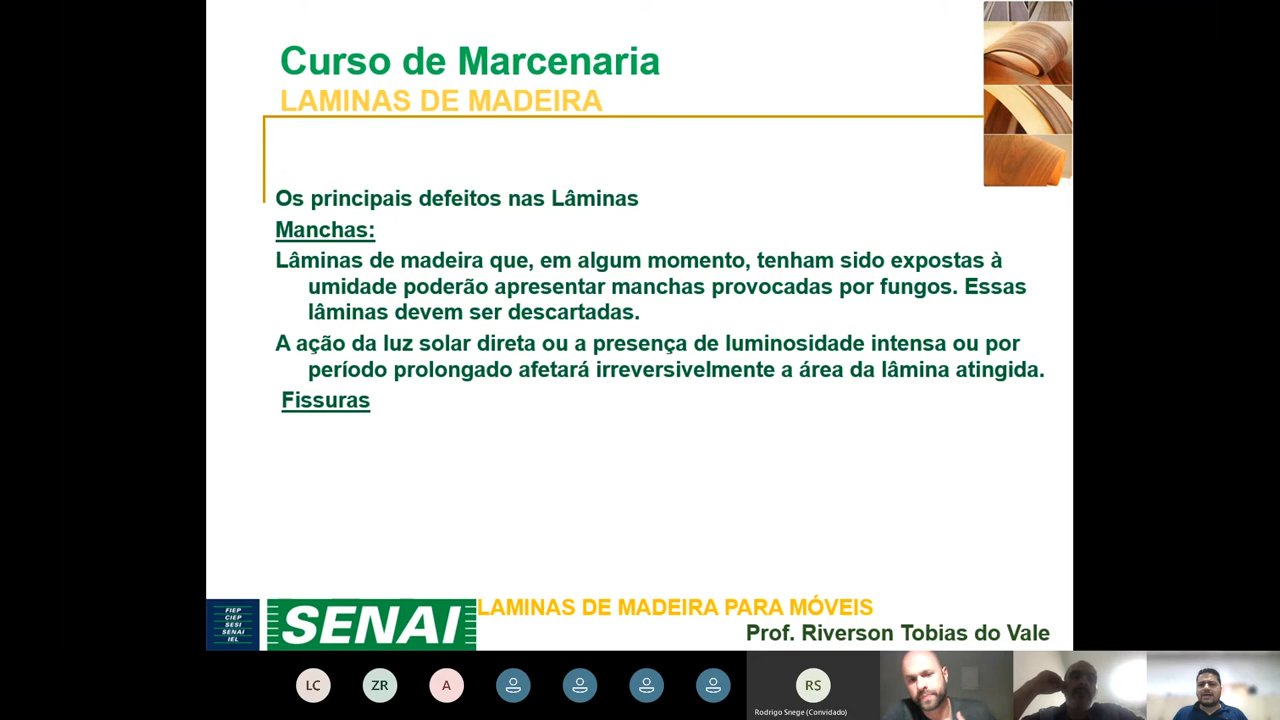 Curso de Marcenaria
LAMINAS DE MADEIRA
Os principais defeitos nas Lâminas
Manchas:
Lâminas de madeira que, em algum momento, tenham sido expostas à
umidade poderão apresentar manchas provocadas por fungos. Essas
lâminas devem ser descartadas.
A ação da luz solar direta ou a presença de luminosidade intensa ou por
período prolongado afetará irreversivelmente a área da lâmina atingida.
Fissuras
FIEP
CIEP
SESI
SENAI
IEL
SENAI
LAMINAS DE MADEIRA PARA MÓVEIS
Prof. Riverson Tobias do Vale
LC
ZR
A
RS
Rodrigo Snege (Convidado)